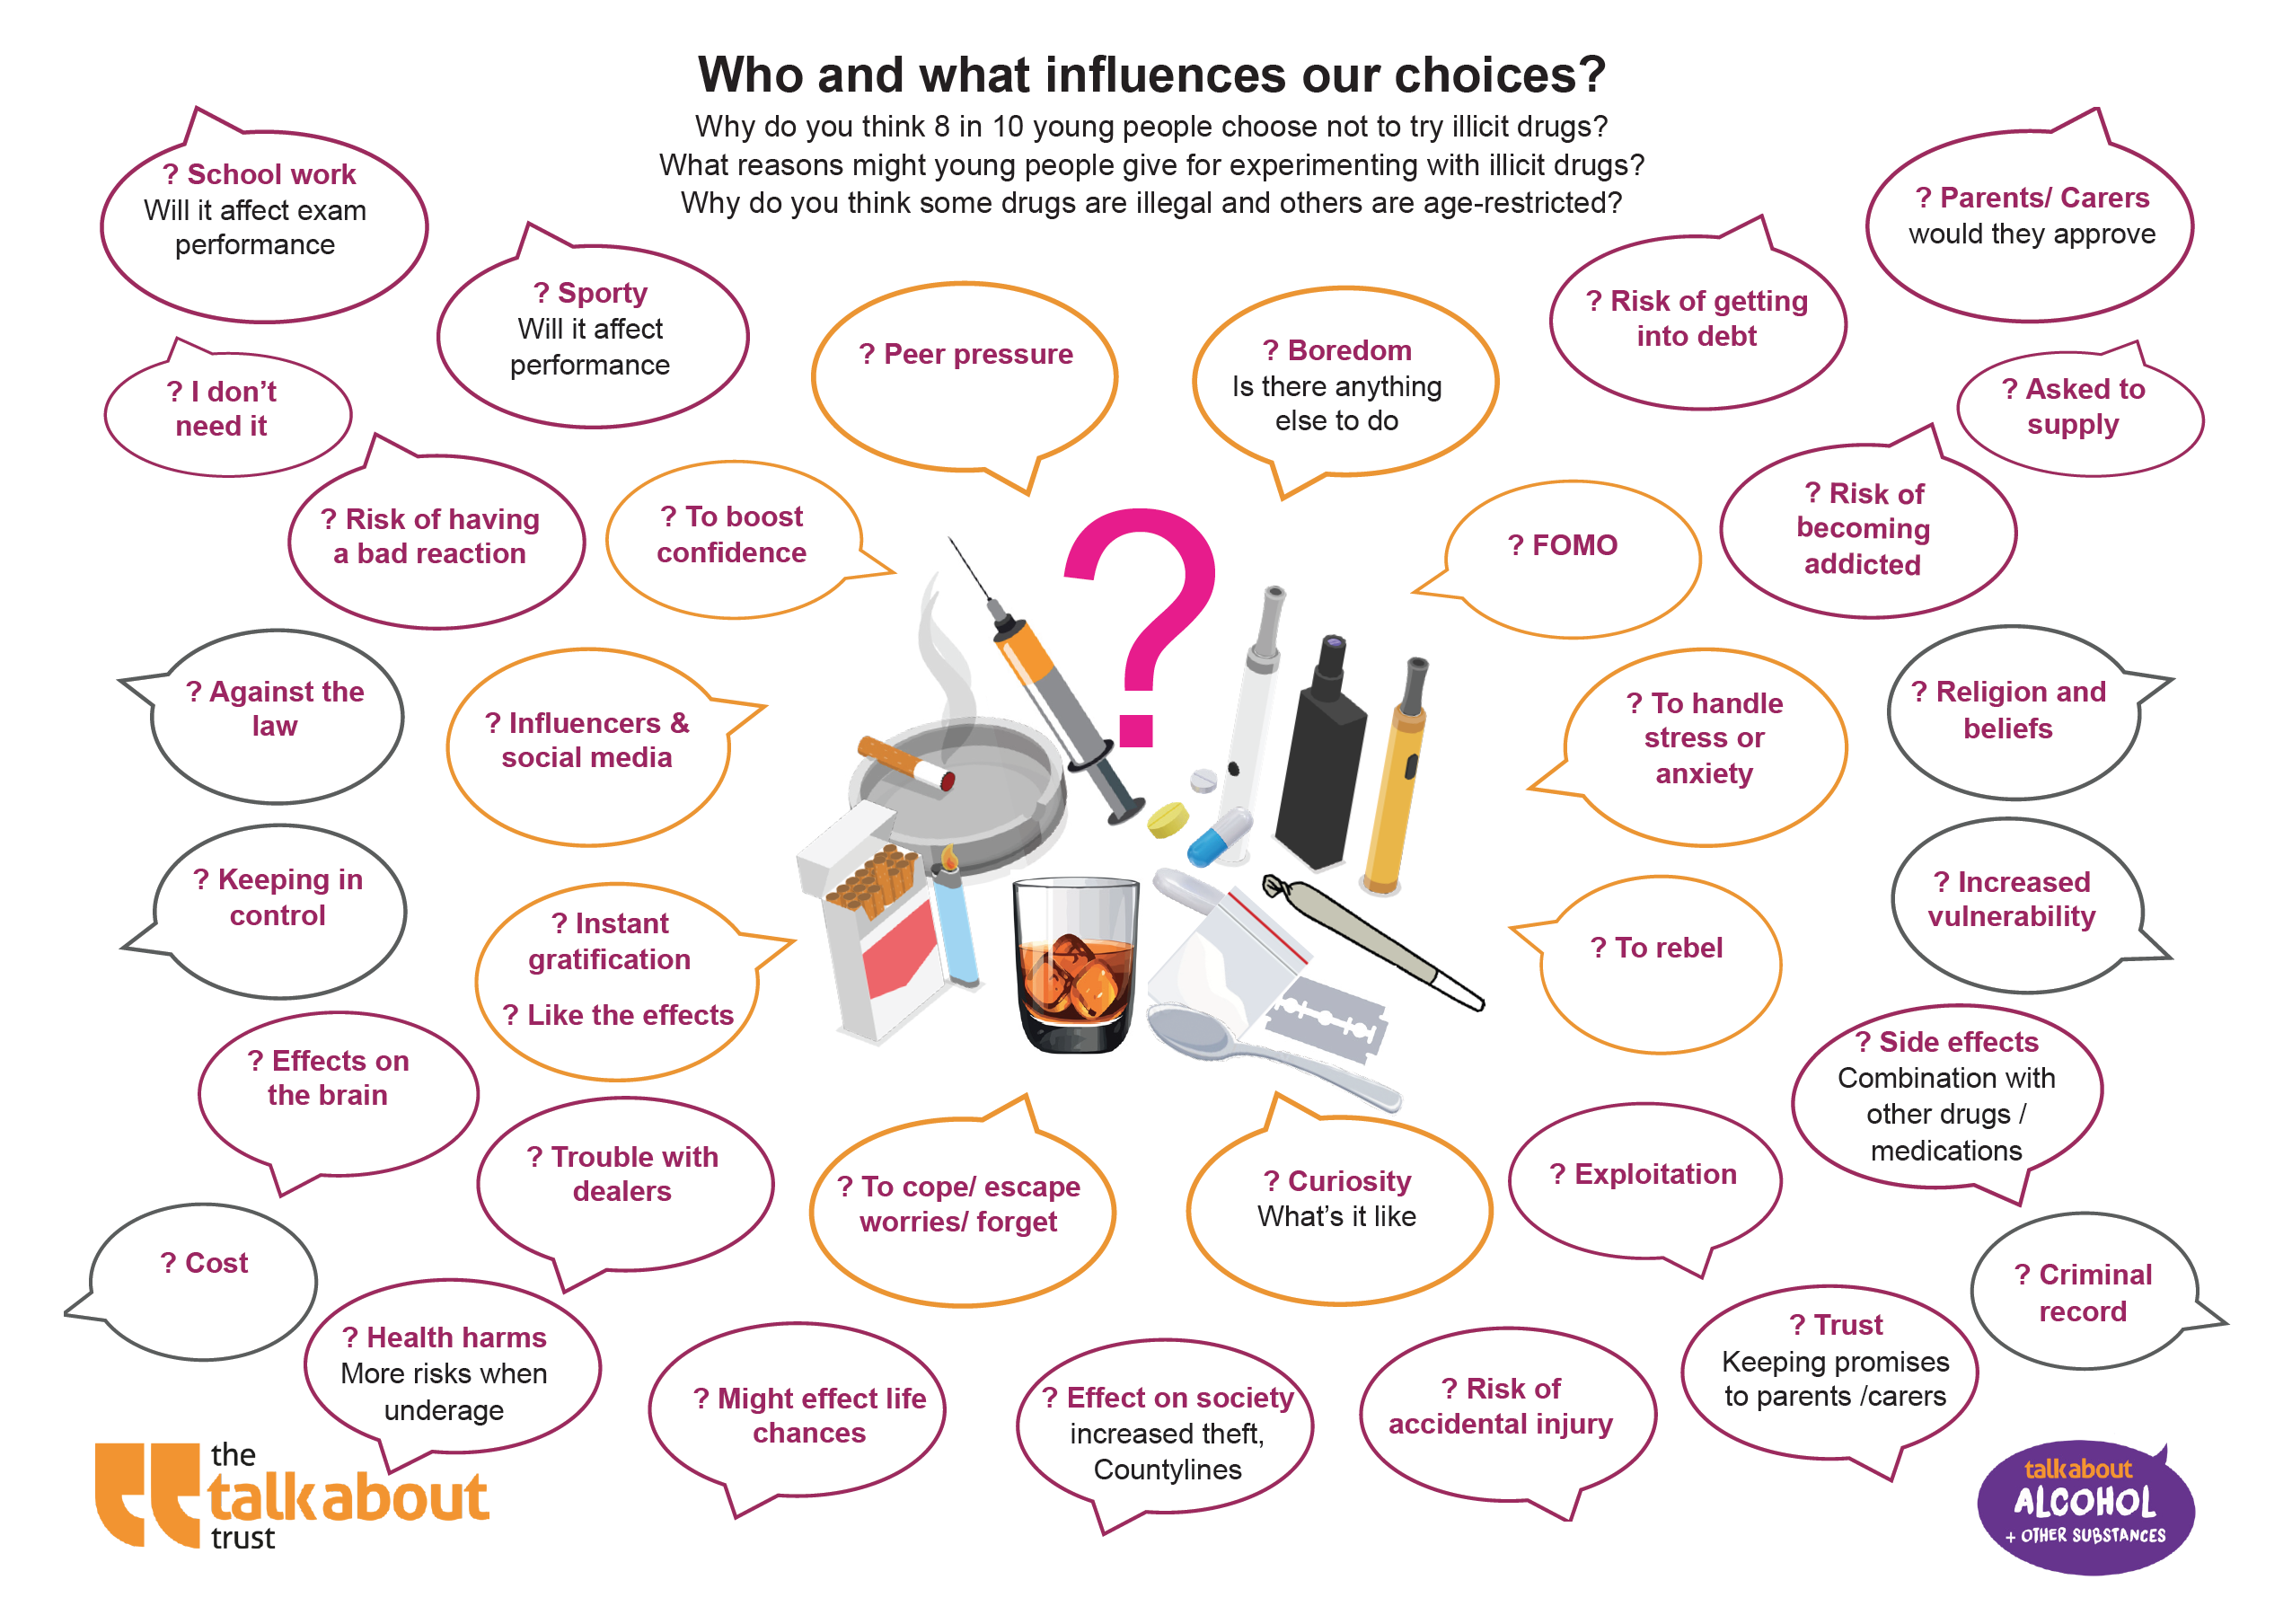 Who and what influences our choices?
Why do you think 8 in 10 young people choose not to try illicit drugs?
What reasons might young people give for experimenting with illicit drugs?
Why do you think some drugs are illegal and others are age-restricted?
? School work
Will it affect exam
performance
? Sporty
Will it affect
performance
? Peer pressure
? Boredom
Is there anything
else to do
? Risk of getting
into debt
? Parents/ Carers
would they approve
? I don't
need it
? Asked to
supply
? Risk of having
a bad reaction
? To boost
confidence
? FOMO
? Risk of
becoming
addicted
?
? Against the
law
? Influencers &
social media
? To handle
stress or
anxiety
? Religion and
beliefs
? Keeping in
control
? Instant
gratification
? Like the effects
? To rebel
? Increased
vulnerability
? Effects on
the brain
? Trouble with
dealers
? To cope/ escape
worries/ forget
? Curiosity
What's it like
? Exploitation
? Side effects
Combination with
other drugs /
medications
? Cost
? Health harms
More risks when
underage
? Might effect life
chances
? Effect on society
increased theft,
Countylines
? Risk of
accidental injury
? Trust
Keeping promises
to parents /carers
? Criminal
record
the
talkabout
trust
talkabout
ALCOHOL
+ OTHER SUBSTANCES